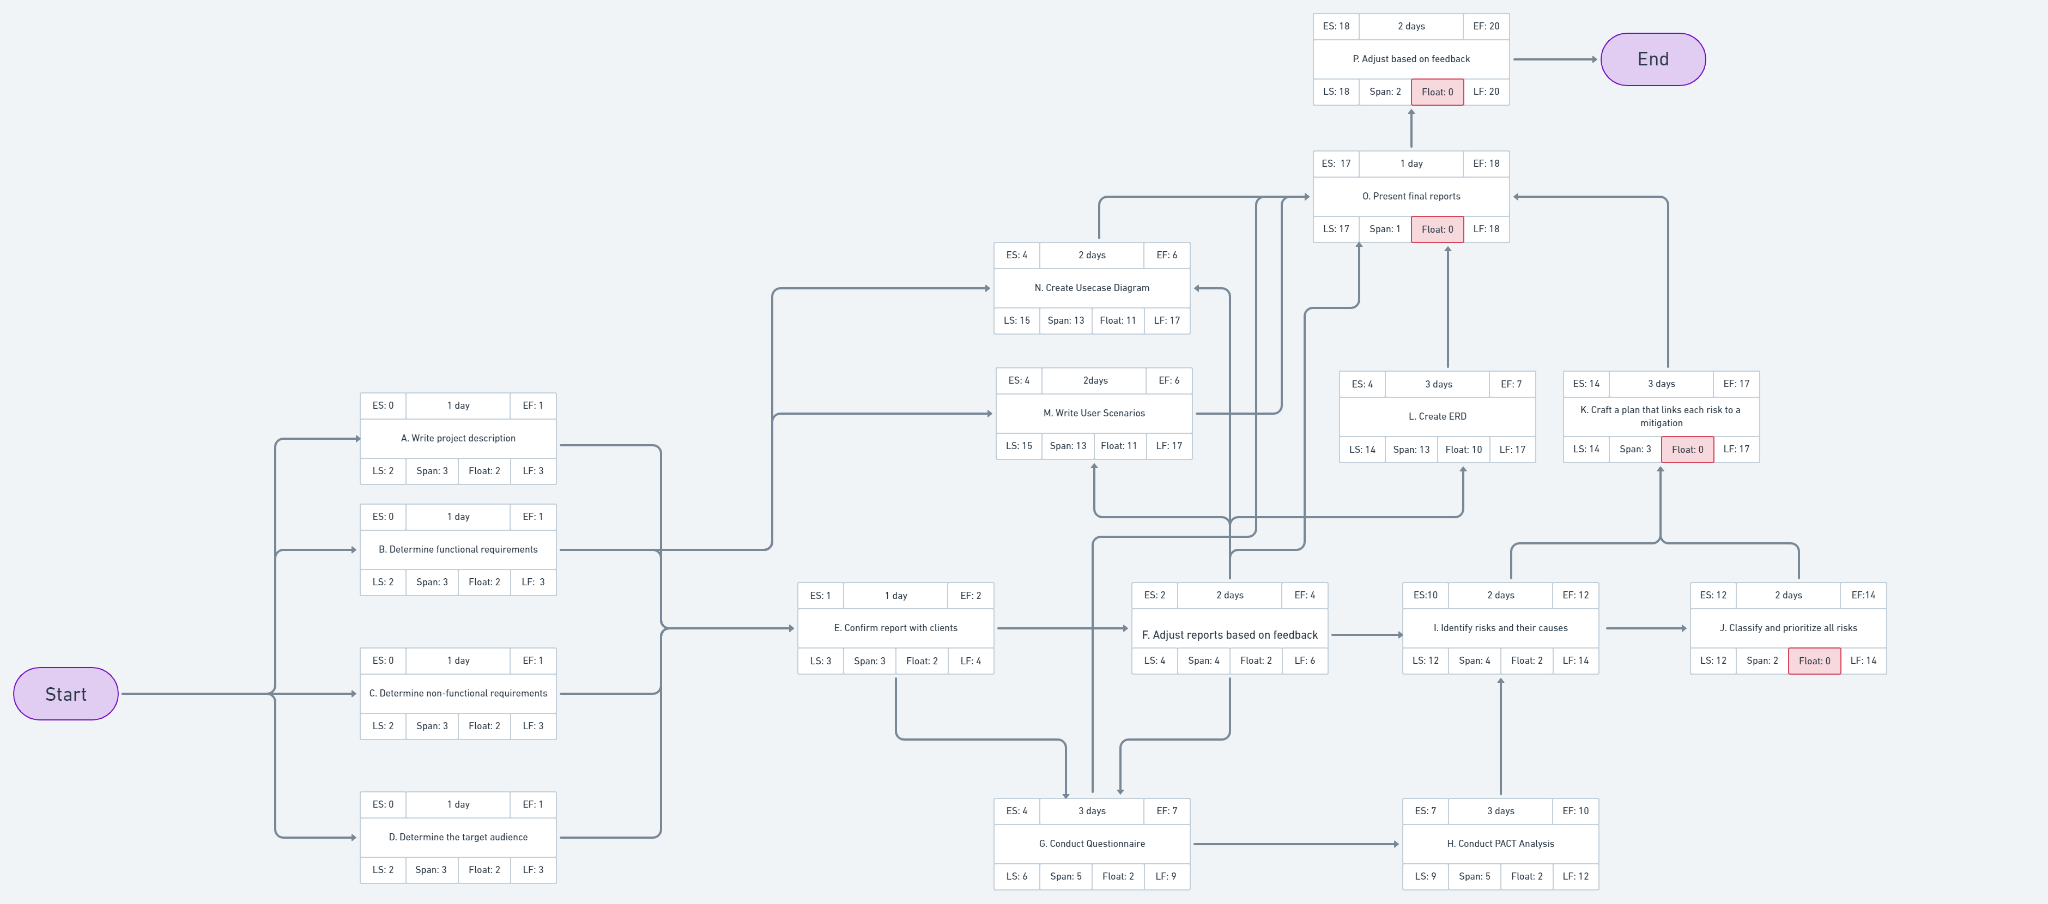 ES: 18 2 days EF: 20
P. Adjust based on feedback
LS: 18 Span: 2 Float: 0 LF: 20
End
ES: 17 1 day EF: 18
O. Present final reports
LS: 17 Span: 1 Float: 0 LF: 18
ES: 4 2 days EF: 6
N. Create Usecase Diagram
LS: 15 Span: 13 Float: 11 LF: 17
ES: 4 2days EF: 6
M. Write User Scenarios
LS: 15 Span: 13 Float: 11 LF: 17
ES: 4 3 days EF: 7
L. Create ERD
LS: 14 Span: 13 Float: 10 LF: 17
ES: 14 3 days EF: 17
K. Craft a plan that links each risk to a
mitigation
LS: 14 Span: 3 Float: 0 LF: 17
ES: 0 1 day EF: 1
A. Write project description
LS: 2 Span: 3 Float: 2 LF: 3
ES: 0 1 day EF: 1
B. Determine functional requirements
LS: 2 Span: 3 Float: 2 LF: 3
ES: 1 1 day EF: 2
E. Confirm report with clients
LS: 3 Span: 3 Float: 2 LF: 4
ES: 2 2 days EF: 4
F. Adjust reports based on feedback
LS: 4 Span: 4 Float: 2 LF: 6
ES:10 2 days EF: 12
I. Identify risks and their causes
LS: 12 Span: 4 Float: 2 LF: 14
ES: 12 2 days EF:14
J. Classify and prioritize all risks
LS: 12 Span: 2 Float: 0 LF: 14
Start
ES: 0 1 day EF: 1
C. Determine non-functional requirements
LS: 2 Span: 3 Float: 2 LF: 3
ES: 0 1 day EF: 1
D. Determine the target audience
LS: 2 Span: 3 Float: 2 LF: 3
ES: 4 3 days EF: 7
G. Conduct Questionnaire
LS: 6 Span: 5 Float: 2 LF: 9
ES: 7 3 days EF: 10
H. Conduct PACT Analysis
LS: 9 Span: 5 Float: 2 LF: 12